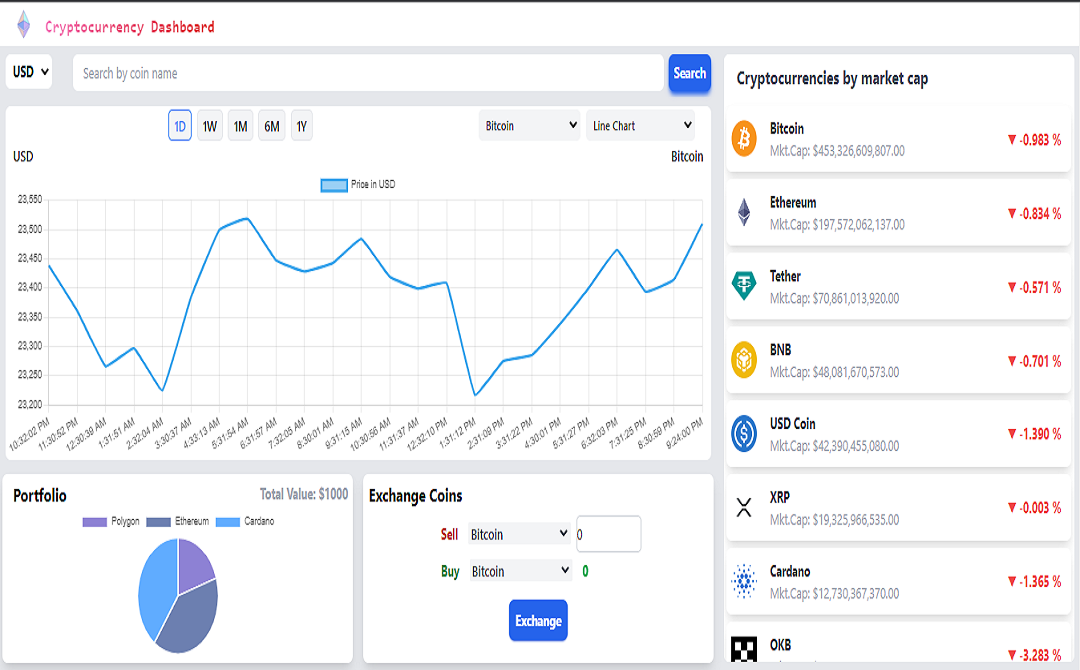 Cryptocurrency Dashboard
USD
Search by coin name
Search
1D 1W 1M 6M 1Y
Bitcoin
Line Chart
USD
Bitcoin
Price in USD
23,550
23,500
23,450
23,400
23,350
23,300
23,250
23,200
10:32:02 PM
11:30:52 PM
12:30:39 AM
1:31:51 AM
2:32:04 AM
3:30:37 AM
4:33:13 AM
5:31:54 AM
6:31:57 AM
7:32:05 AM
8:30:01 AM
9:31:15 AM
10:30:56 AM
11:31:37 AM
12:32:10 PM
1:31:12 PM
2:31:09 PM
3:31:22 PM
4:30:01 PM
5:31:27 PM
6:32:03 PM
7:31:25 PM
8:30:59 PM
9:24:00 PM
Portfolio
Total Value: $1000
Polygon
Ethereum
Cardano
Exchange Coins
Sell Bitcoin 0
Buy Bitcoin 0
Exchange
Cryptocurrencies by market cap
Bitcoin
Mkt.Cap: $453,326,609,807.00
▼ -0.983 %
Ethereum
Mkt.Cap: $197,572,062,137.00
▼ -0.834 %
Tether
Mkt.Cap: $70,861,013,920.00
▼ -0.571 %
BNB
Mkt.Cap: $48,081,670,573.00
▼ -0.701 %
USD Coin
Mkt.Cap: $42,390,455,080.00
▼ -1.390 %
XRP
Mkt.Cap: $19,325,966,535.00
▼ -0.003 %
Cardano
Mkt.Cap: $12,730,367,370.00
▼ -1.365 %
OKB
▼ -3.283 %